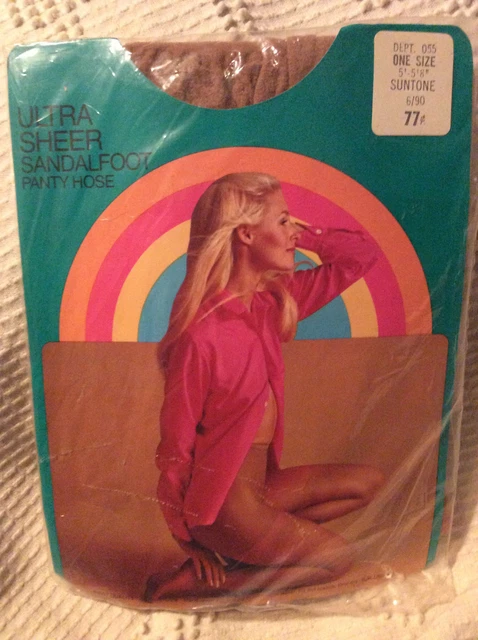 ULTRA
SHEER
SANDALFOOT
PANTY HOSE
DEPT. 055
ONE SIZE
5'-5'8"
SUNTONE
6/90
77¢